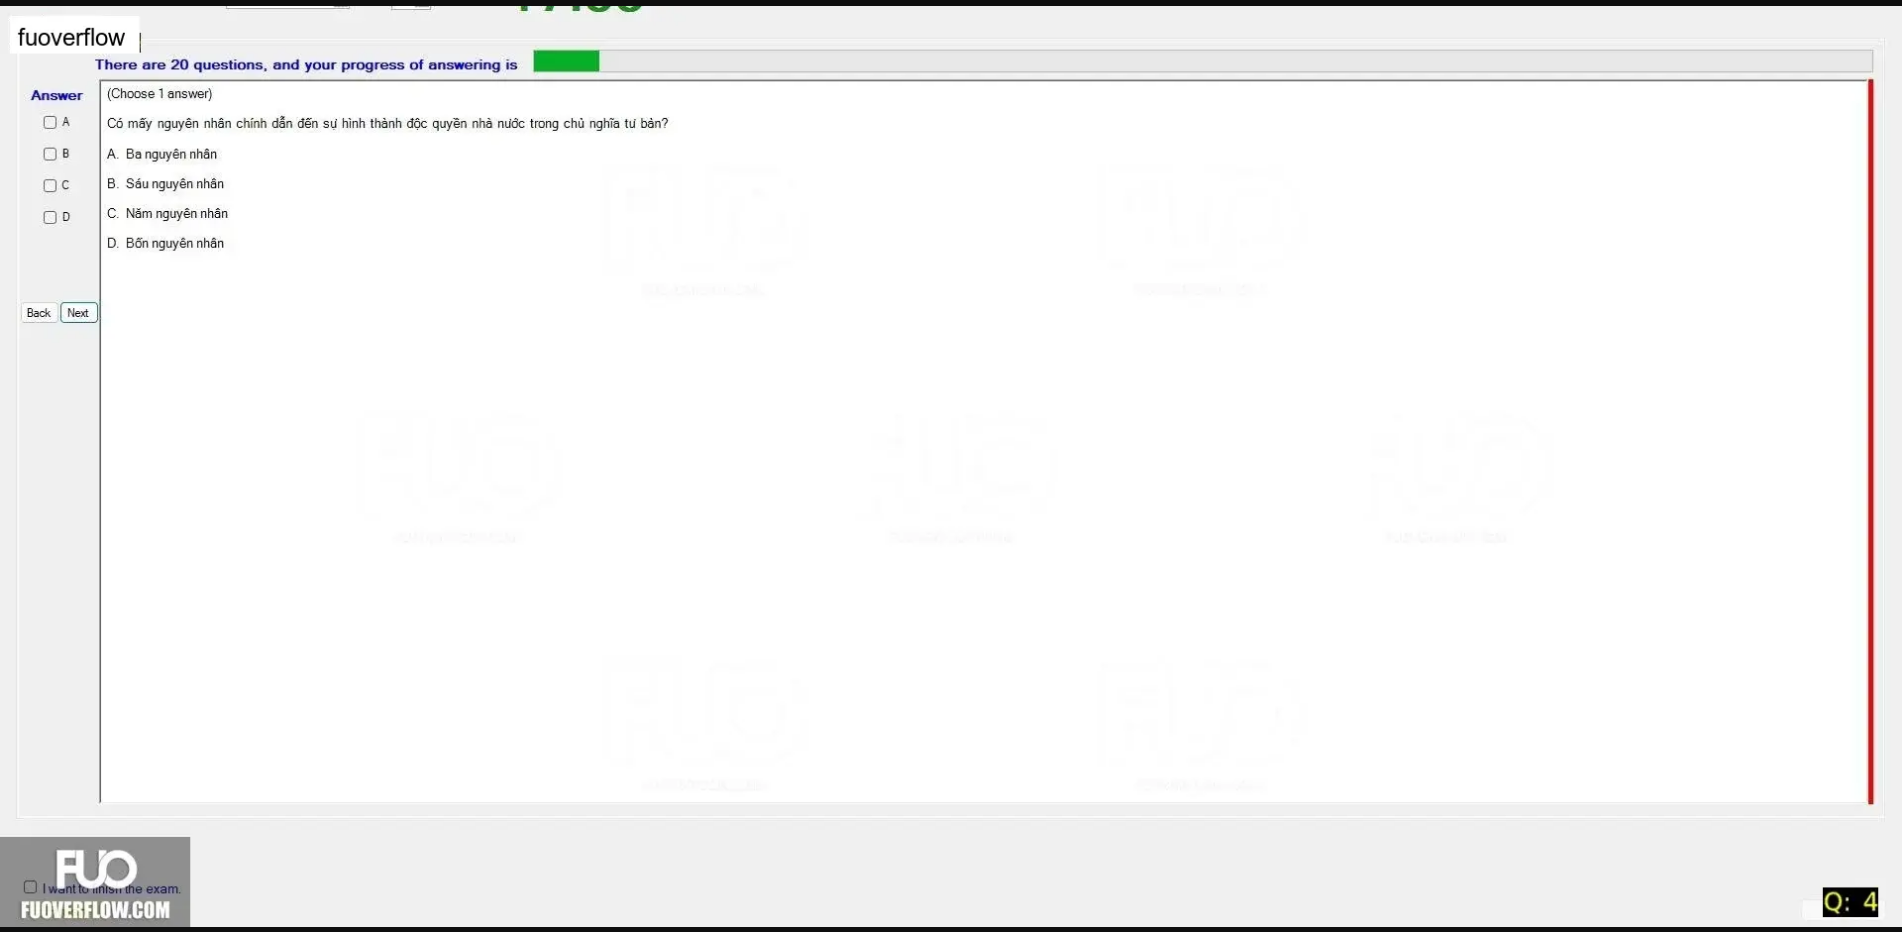 fuoverflow
There are 20 questions, and your progress of answering is
Answer
(Choose 1 answer)
A
Có mấy nguyên nhân chính dẫn đến sự hình thành độc quyền nhà nước trong chủ nghĩa tư bản?
B
A. Ba nguyên nhân
C
B. Sáu nguyên nhân
D
C. Năm nguyên nhân
D. Bốn nguyên nhân
Back Next
FUO
I want to finish the exam.
FUOVERFLOW.COM
Q: 4